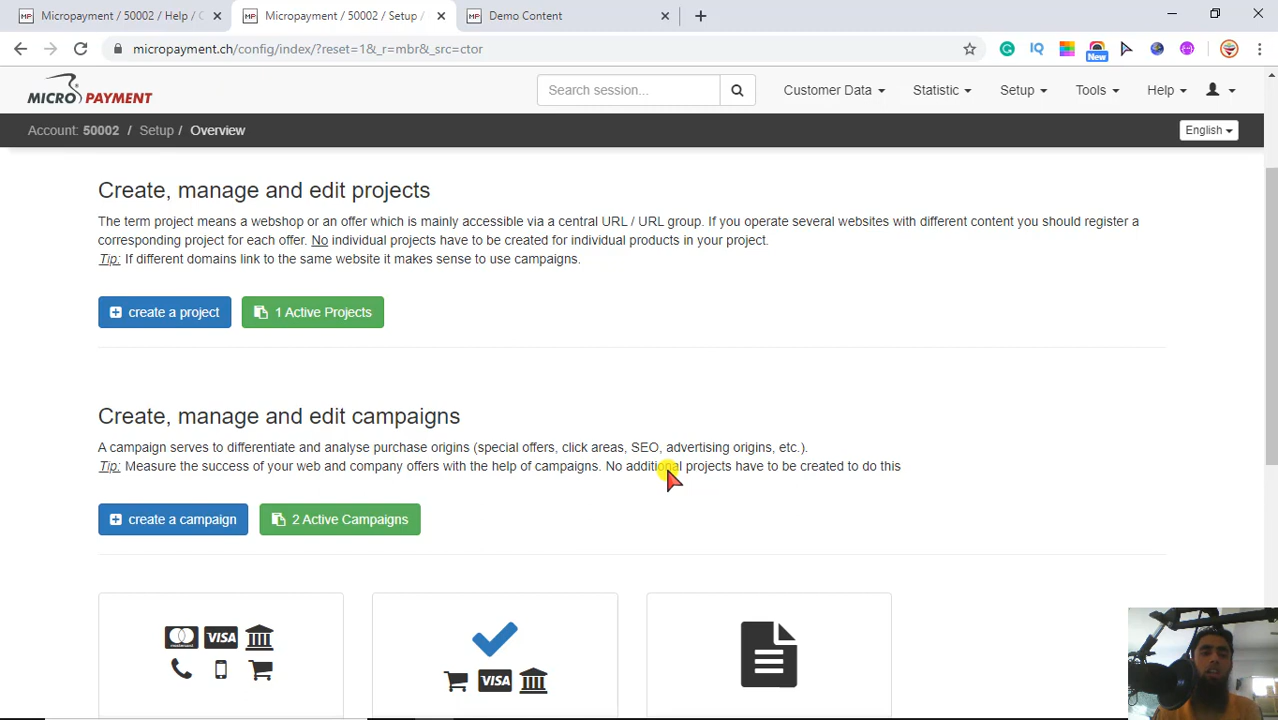 Micropayment / 50002 / Help / C
Micropayment / 50002 / Setup /
Demo Content
micropayment.ch/config/index/?reset=1&_r=mbr&_src=ctor
New
MICROPAYMENT
Search session...
Customer Data
Statistic
Setup
Tools
Help
Account: 50002 / Setup / Overview
English
Create, manage and edit projects
The term project means a webshop or an offer which is mainly accessible via a central URL / URL group. If you operate several websites with different content you should register a
corresponding project for each offer. No individual projects have to be created for individual products in your project.
Tip: If different domains link to the same website it makes sense to use campaigns.
create a project
1 Active Projects
Create, manage and edit campaigns
A campaign serves to differentiate and analyse purchase origins (special offers, click areas, SEO, advertising origins, etc.).
Tip: Measure the success of your web and company offers with the help of campaigns. No additional projects have to be created to do this
create a campaign
2 Active Campaigns
VISA
VISA